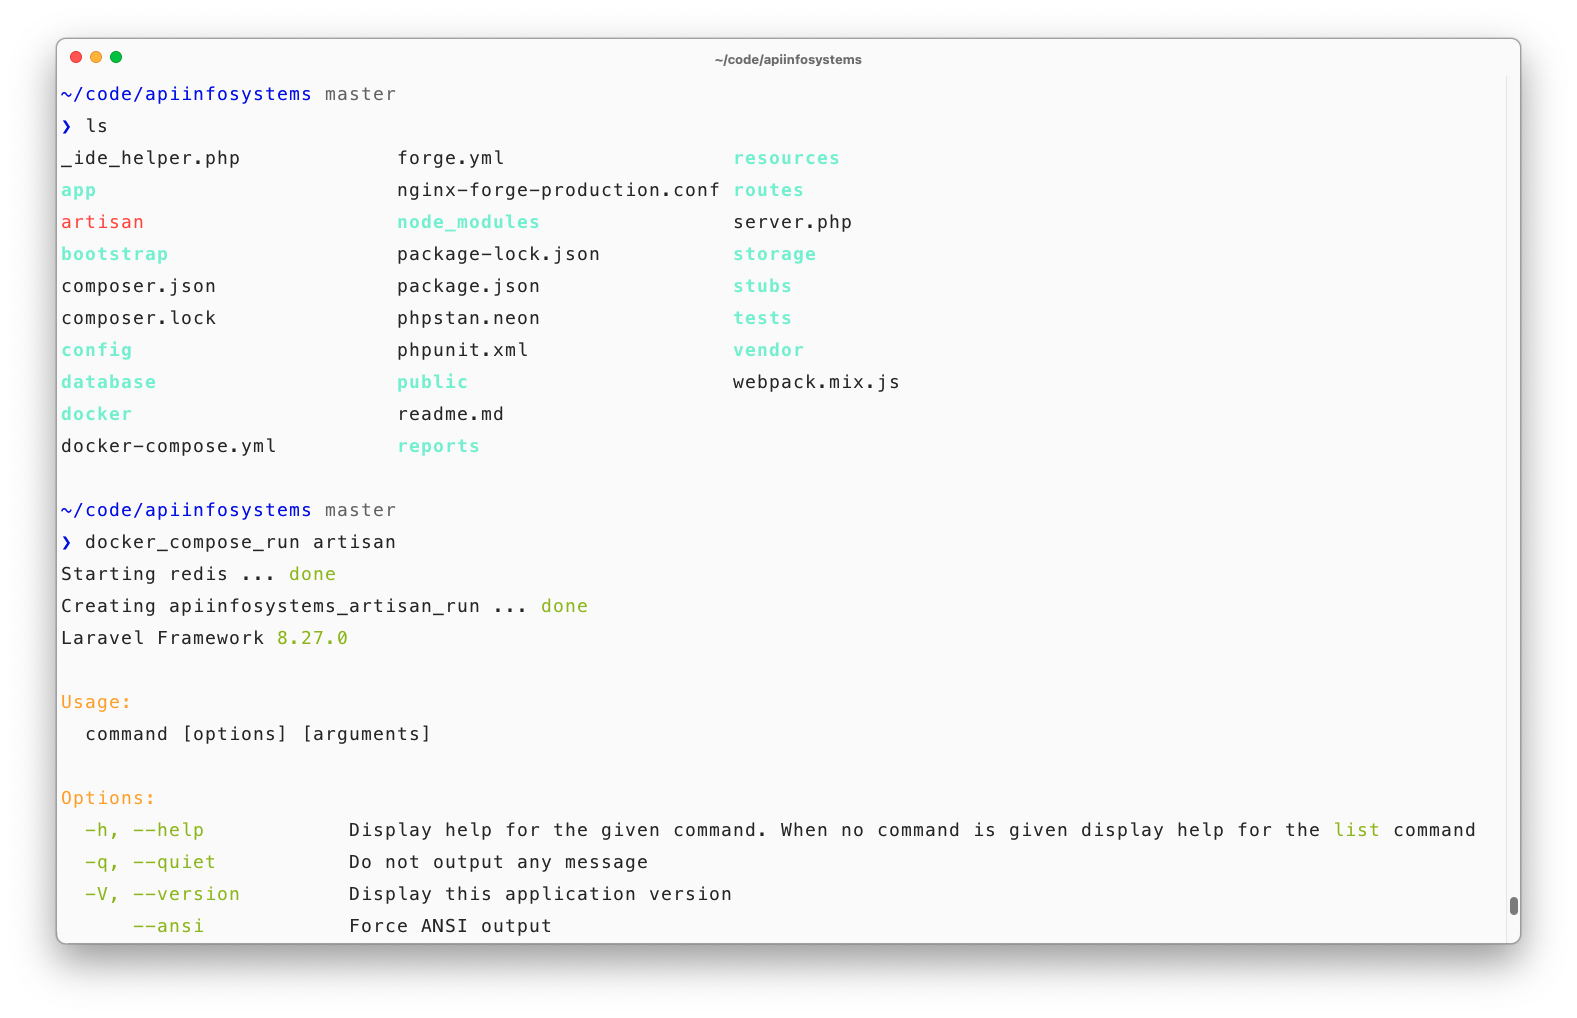 ~/code/apiinfosystems
~/code/apiinfosystems master
❯ ls
_ide_helper.php forge.yml resources
app nginx-forge-production.conf routes
artisan node_modules server.php
bootstrap package-lock.json storage
composer.json package.json stubs
composer.lock phpstan.neon tests
config phpunit.xml vendor
database public webpack.mix.js
docker readme.md
docker-compose.yml reports
~/code/apiinfosystems master
❯ docker_compose_run artisan
Starting redis ... done
Creating apiinfosystems_artisan_run ... done
Laravel Framework 8.27.0
Usage:
command [options] [arguments]
Options:
-h, --help Display help for the given command. When no command is given display help for the list command
-q, --quiet Do not output any message
-V, --version Display this application version
--ansi Force ANSI output